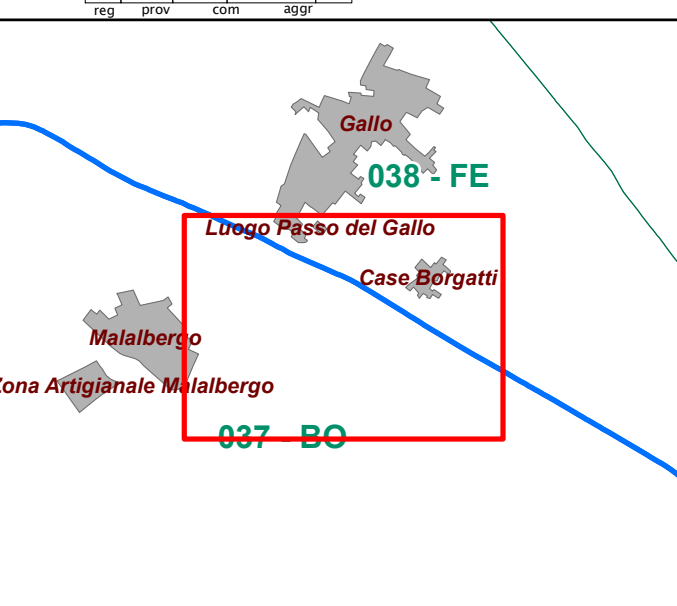 reg prov com aggr
Gallo
038 - FE
Luogo Passo del Gallo
Case Borgatti
Malalbergo
Zona Artigianale Malalbergo
037 - BO